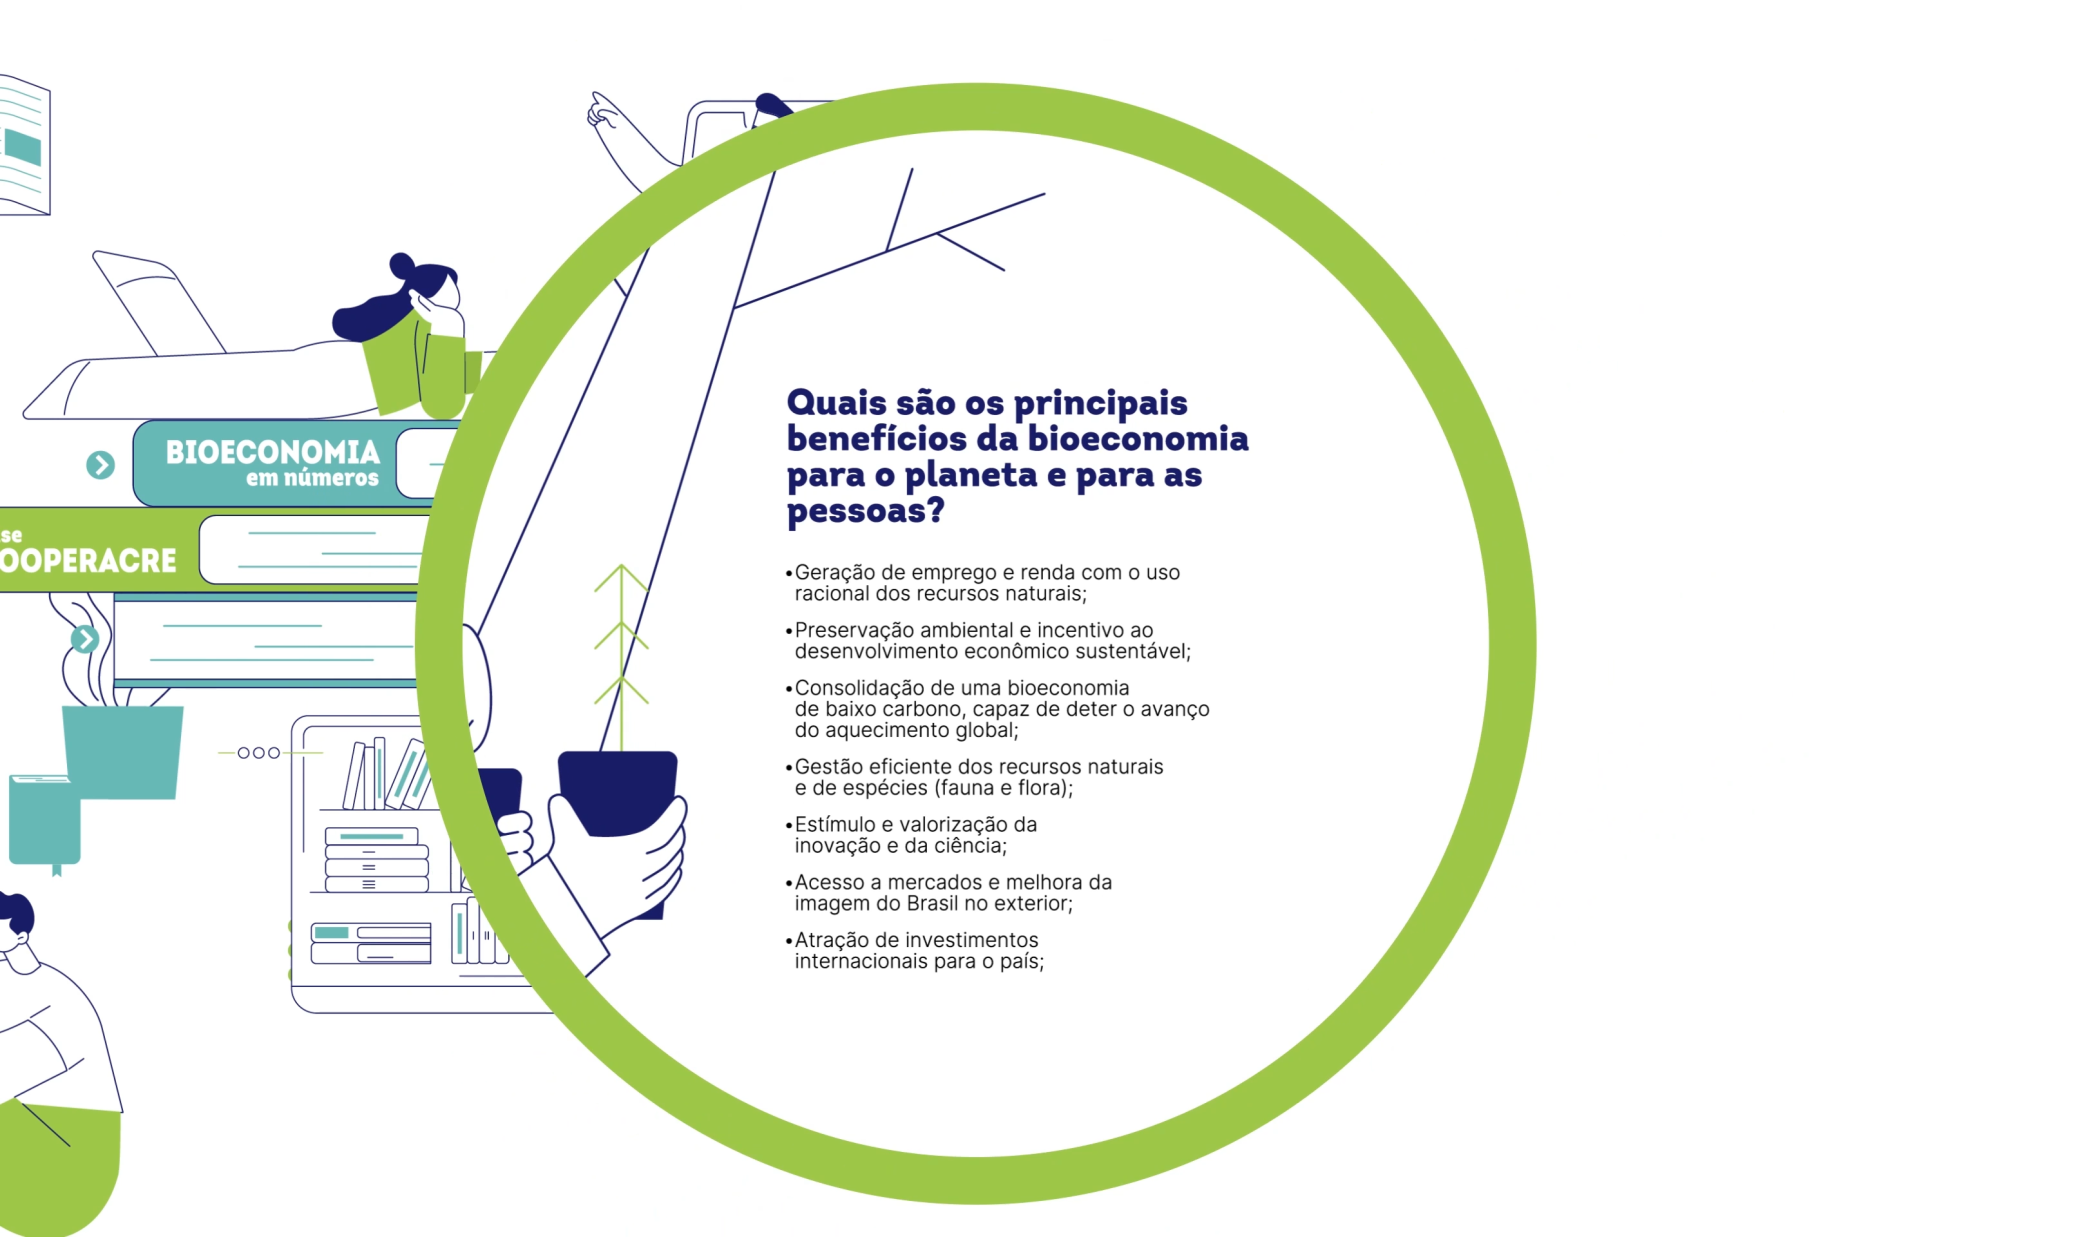 BIOECONOMIA
em números
se
OOPERACRE
Quais são os principais
benefícios da bioeconomia
para o planeta e para as
pessoas?
•Geração de emprego e renda com o uso
racional dos recursos naturais;
•Preservação ambiental e incentivo ao
desenvolvimento econômico sustentável;
•Consolidação de uma bioeconomia
de baixo carbono, capaz de deter o avanço
do aquecimento global;
•Gestão eficiente dos recursos naturais
e de espécies (fauna e flora);
•Estímulo e valorização da
inovação e da ciência;
•Acesso a mercados e melhora da
imagem do Brasil no exterior;
•Atração de investimentos
internacionais para o país;